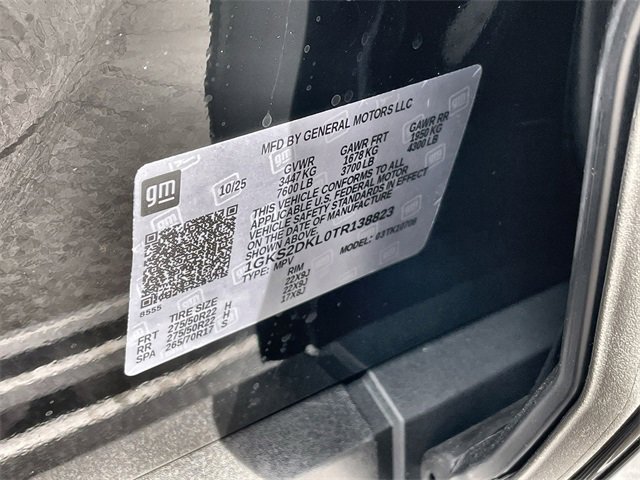 MFD BY GENERAL MOTORS LLC
gm
10/25
GVWR GAWR FRT GAWR RR
3447 KG 1678 KG 1950 KG
7600 LB 3700 LB 4300 LB
THIS VEHICLE CONFORMS TO ALL
APPLICABLE U.S. FEDERAL MOTOR
VEHICLE SAFETY STANDARDS IN EFFECT
ON THE DATE OF MANUFACTURE
SHOWN ABOVE.
1GKS2DKL0TR138823
TYPE: MPV MODEL: 03TK10706
8555
TIRE SIZE RIM
FRT 275/50R22 H 22X9J
RR 275/50R22 H 22X9J
SPA 265/70R17 S 17X8J